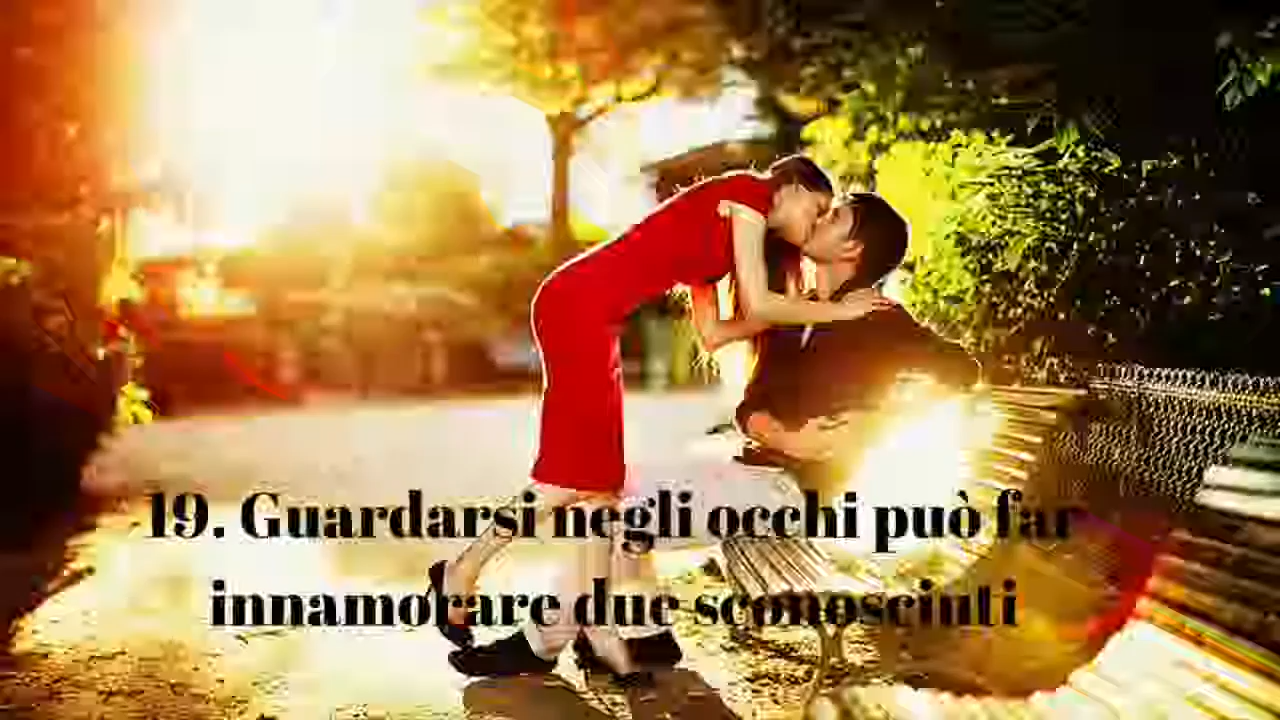 19. Guardarsi negli occhi può far
innamorare due sconosciuti